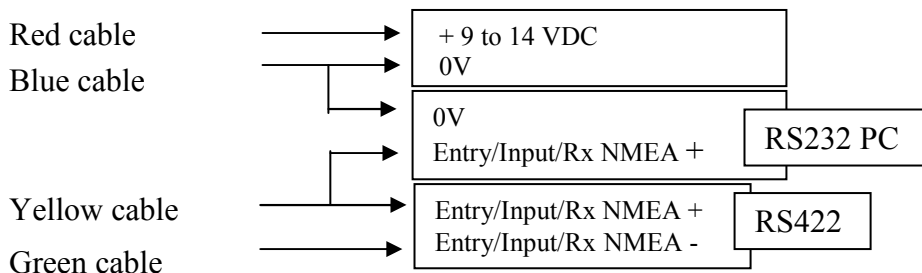 Red cable
+ 9 to 14 VDC
0V
Blue cable
0V
Entry/Input/Rx NMEA +
RS232 PC
Yellow cable
Entry/Input/Rx NMEA +
Entry/Input/Rx NMEA -
RS422
Green cable